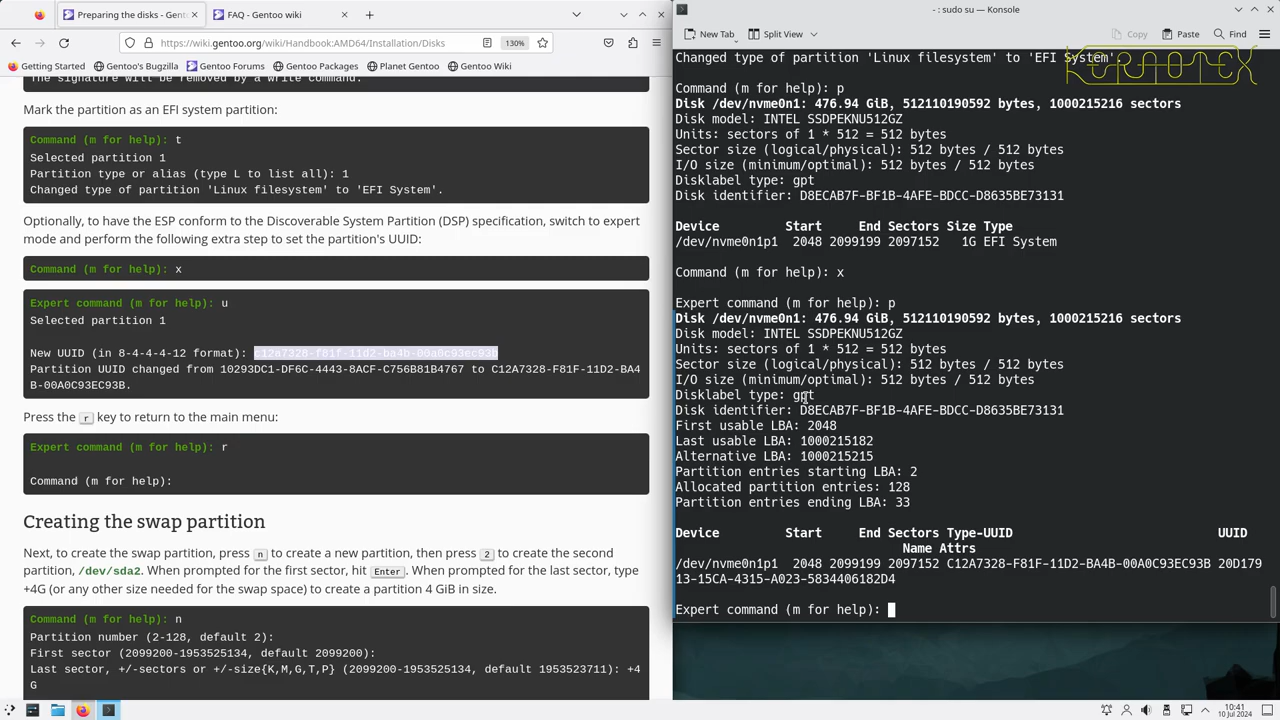 Preparing the disks - Gentoo
FAQ - Gentoo wiki
https://wiki.gentoo.org/wiki/Handbook:AMD64/Installation/Disks
130%
Getting Started
Gentoo's Bugzilla
Gentoo Forums
Gentoo Packages
Planet Gentoo
Gentoo Wiki
The signature will be removed by a write command.
Mark the partition as an EFI system partition:
Command (m for help): t
Selected partition 1
Partition type or alias (type L to list all): 1
Changed type of partition 'Linux filesystem' to 'EFI System'.
Optionally, to have the ESP conform to the Discoverable System Partition (DSP) specification, switch to expert
mode and perform the following extra step to set the partition's UUID:
Command (m for help): x
Expert command (m for help): u
Selected partition 1
New UUID (in 8-4-4-4-12 format): c12a7328-f81f-11d2-ba4b-00a0c93ec93b
Partition UUID changed from 10293DC1-DF6C-4443-8ACF-C756B81B4767 to C12A7328-F81F-11D2-BA4
B-00A0C93EC93B.
Press the r key to return to the main menu:
Expert command (m for help): r
Command (m for help):
Creating the swap partition
Next, to create the swap partition, press n to create a new partition, then press 2 to create the second
partition, /dev/sda2. When prompted for the first sector, hit Enter. When prompted for the last sector, type
+4G (or any other size needed for the swap space) to create a partition 4 GiB in size.
Command (m for help): n
Partition number (2-128, default 2):
First sector (2099200-1953525134, default 2099200):
Last sector, +/-sectors or +/-size{K,M,G,T,P} (2099200-1953525134, default 1953523711): +4
G
- : sudo su — Konsole
New Tab
Split View
Copy
Paste
Find
KERNOTEX
Changed type of partition 'Linux filesystem' to 'EFI System'.
Command (m for help): p
Disk /dev/nvme0n1: 476.94 GiB, 512110190592 bytes, 1000215216 sectors
Disk model: INTEL SSDPEKNU512GZ
Units: sectors of 1 * 512 = 512 bytes
Sector size (logical/physical): 512 bytes / 512 bytes
I/O size (minimum/optimal): 512 bytes / 512 bytes
Disklabel type: gpt
Disk identifier: D8ECAB7F-BF1B-4AFE-BDCC-D8635BE73131
Device Start End Sectors Size Type
/dev/nvme0n1p1 2048 2099199 2097152 1G EFI System
Command (m for help): x
Expert command (m for help): p
Disk /dev/nvme0n1: 476.94 GiB, 512110190592 bytes, 1000215216 sectors
Disk model: INTEL SSDPEKNU512GZ
Units: sectors of 1 * 512 = 512 bytes
Sector size (logical/physical): 512 bytes / 512 bytes
I/O size (minimum/optimal): 512 bytes / 512 bytes
Disklabel type: gpt
Disk identifier: D8ECAB7F-BF1B-4AFE-BDCC-D8635BE73131
First usable LBA: 2048
Last usable LBA: 1000215182
Alternative LBA: 1000215215
Partition entries starting LBA: 2
Allocated partition entries: 128
Partition entries ending LBA: 33
Device Start End Sectors Type-UUID UUID
Name Attrs
/dev/nvme0n1p1 2048 2099199 2097152 C12A7328-F81F-11D2-BA4B-00A0C93EC93B 20D179
13-15CA-4315-A023-5834406182D4
Expert command (m for help):
10:41
10 Jul 2024